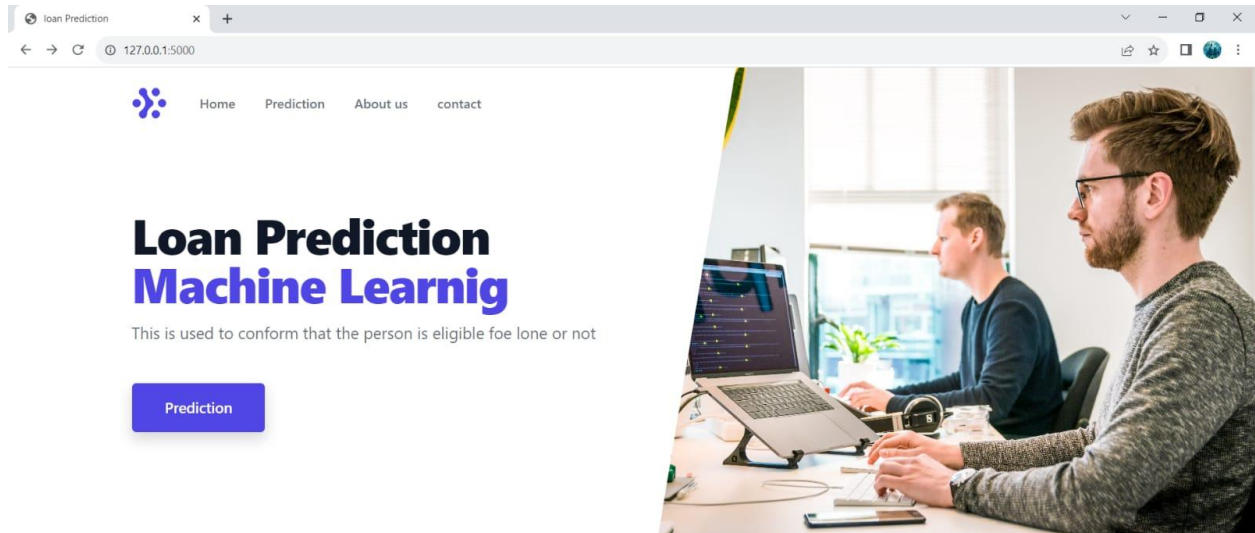 loan Prediction
127.0.0.1:5000
Home Prediction About us contact
Loan Prediction
Machine Learnig
This is used to conform that the person is eligible foe lone or not
Prediction